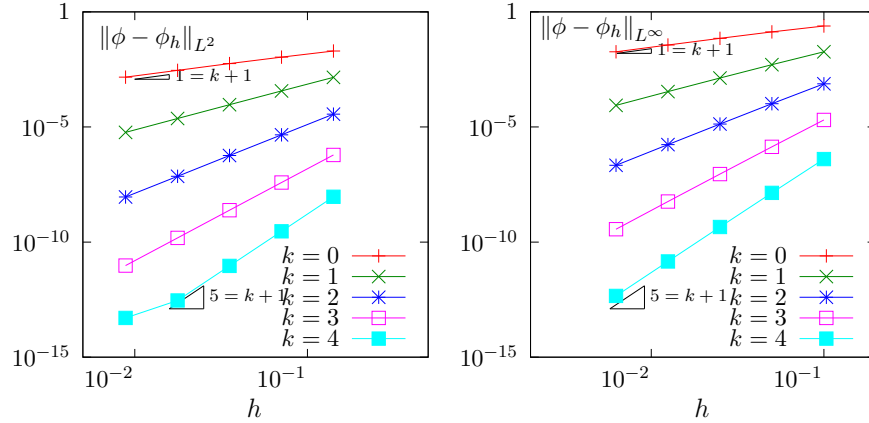 1
10⁻⁵
10⁻¹⁰
10⁻¹⁵
‖ϕ − ϕₕ‖_{L²}
1 = k + 1
k = 0
k = 1
k = 2
k = 3
k = 4
5 = k + 1
10⁻²
10⁻¹
h
1
10⁻⁵
10⁻¹⁰
10⁻¹⁵
‖ϕ − ϕₕ‖_{L∞}
1 = k + 1
k = 0
k = 1
k = 2
k = 3
k = 4
5 = k + 1
10⁻²
10⁻¹
h